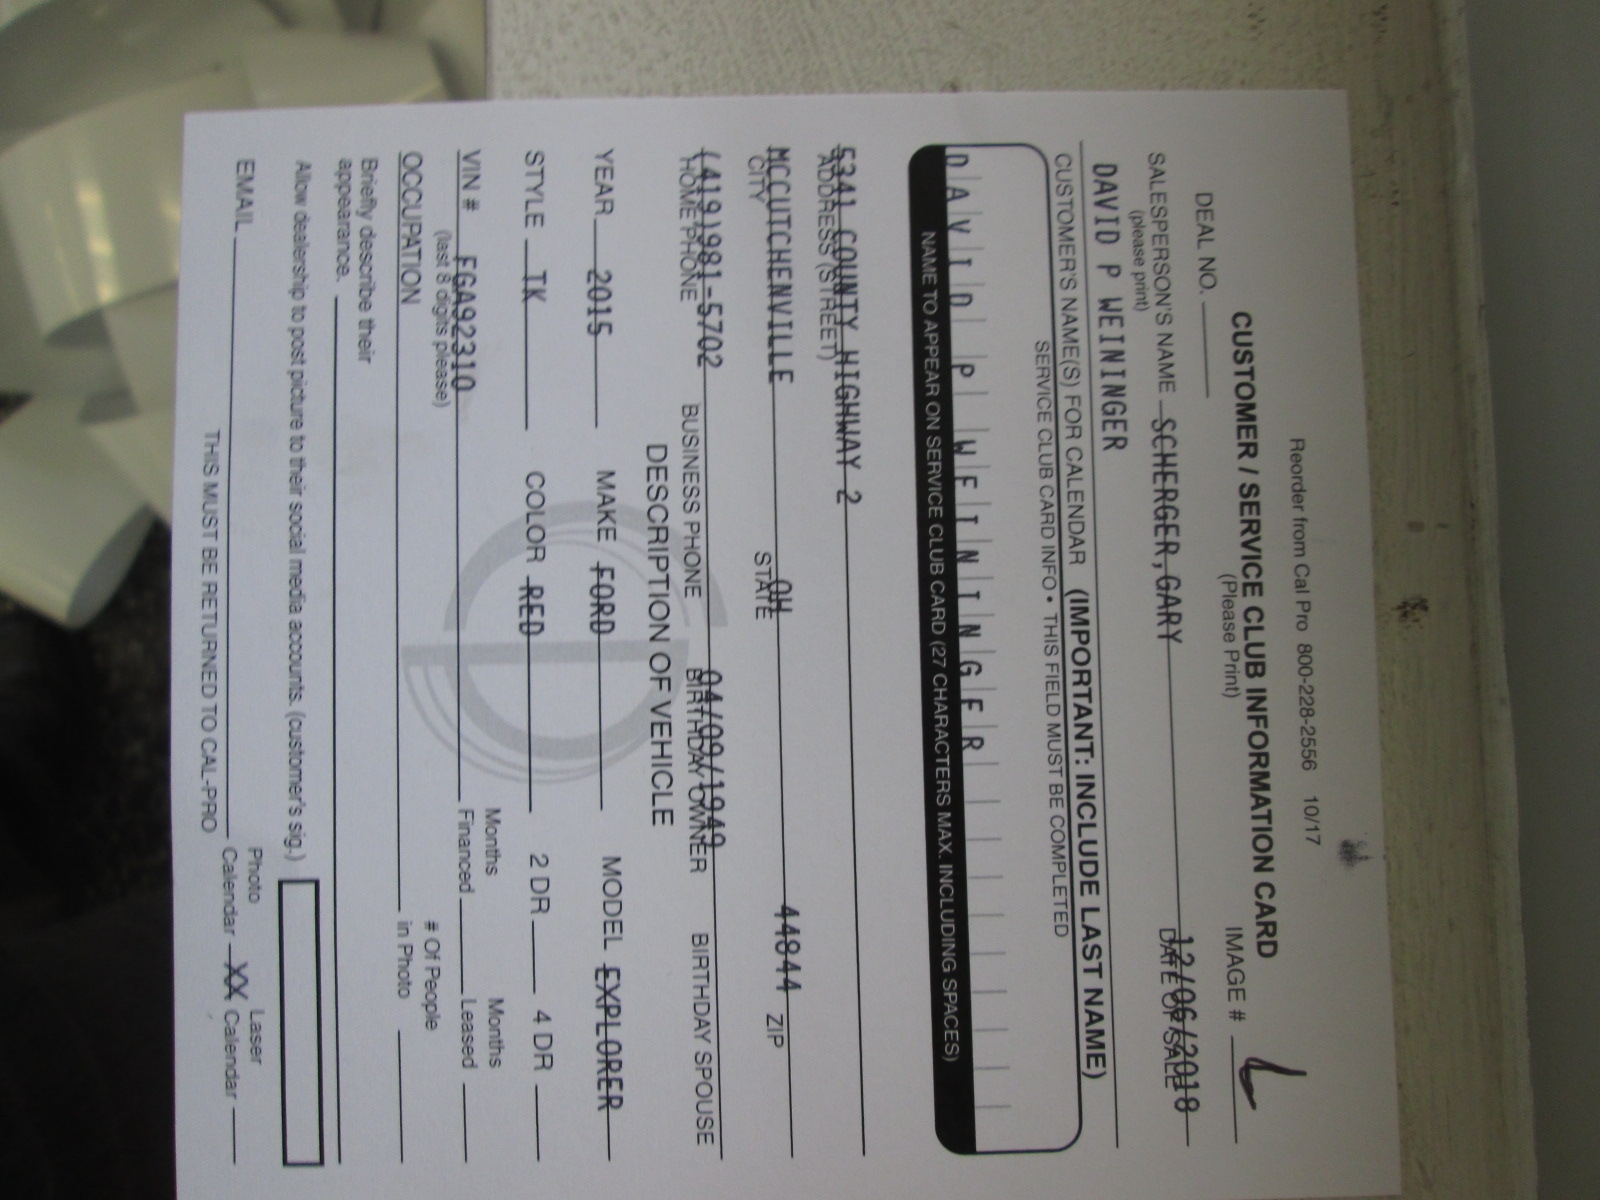 Reorder from Cal Pro 800-228-2556 10/17
CUSTOMER / SERVICE CLUB INFORMATION CARD
(Please Print)
DEAL NO. IMAGE #
SALESPERSON'S NAME SCHERGER,GARY 12/06/2018
(please print) DATE OF SALE
DAVID P WEININGER
CUSTOMER'S NAME(S) FOR CALENDAR (IMPORTANT: INCLUDE LAST NAME)
SERVICE CLUB CARD INFO • THIS FIELD MUST BE COMPLETED
DAVID P WEININGER
NAME TO APPEAR ON SERVICE CLUB CARD (27 CHARACTERS MAX. INCLUDING SPACES)
5341 COUNTY HIGHWAY 2
ADDRESS (STREET)
MCCUTCHENVILLE OH 44844 ZIP
CITY STATE
(419)981-5702 04/09/1949
HOME PHONE BUSINESS PHONE BIRTHDAY OWNER BIRTHDAY SPOUSE
DESCRIPTION OF VEHICLE
YEAR 2015 MAKE FORD MODEL EXPLORER
STYLE TK COLOR RED 2 DR 4 DR
VIN # FGA92310 Months Financed Months Leased
(last 8 digits please)
OCCUPATION # Of People in Photo
Briefly describe their
appearance.
Allow dealership to post picture to their social media accounts. (customer's sig.)
EMAIL Photo Calendar XX Laser Calendar
THIS MUST BE RETURNED TO CAL-PRO